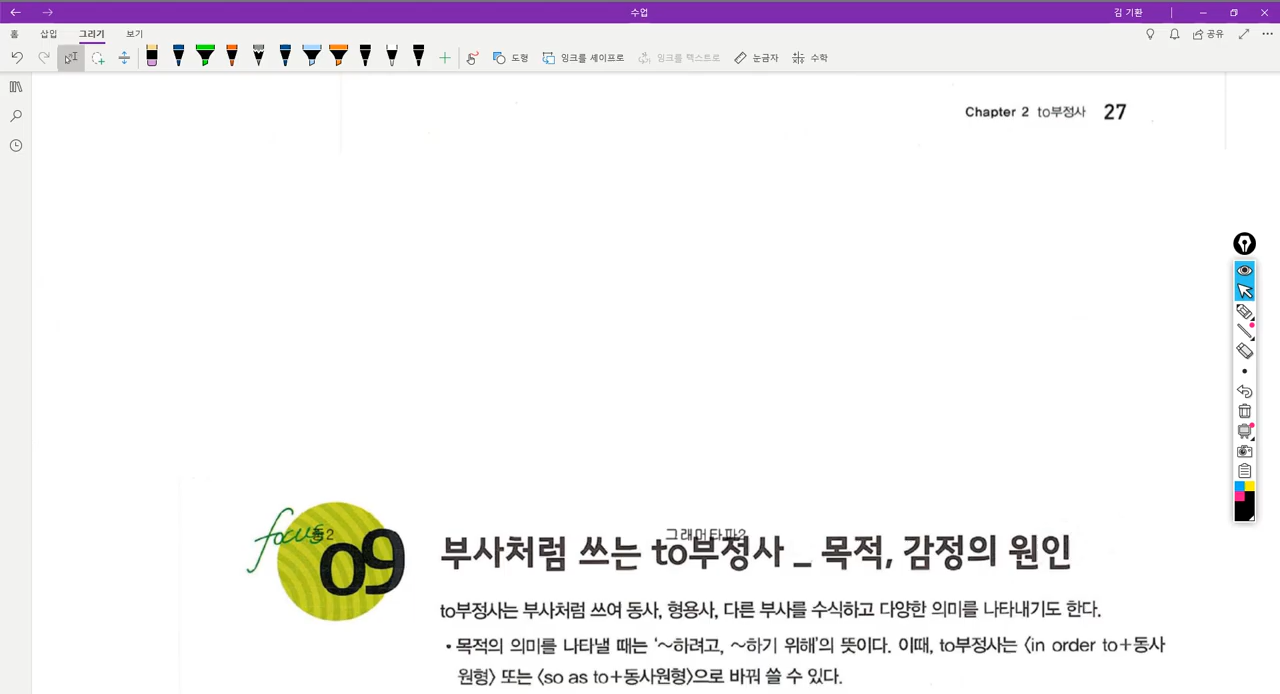 수업
김 기환
홈 삽입 그리기 보기
공유
도형 잉크를 셰이프로 잉크를 텍스트로 눈금자 수학
Chapter 2 to부정사 27
focus
중2
그래머타파2
09 부사처럼 쓰는 to부정사 _ 목적, 감정의 원인
to부정사는 부사처럼 쓰여 동사, 형용사, 다른 부사를 수식하고 다양한 의미를 나타내기도 한다.
• 목적의 의미를 나타낼 때는 '~하려고, ~하기 위해'의 뜻이다. 이때, to부정사는 〈in order to+동사
원형〉 또는 〈so as to+동사원형〉으로 바꿔 쓸 수 있다.